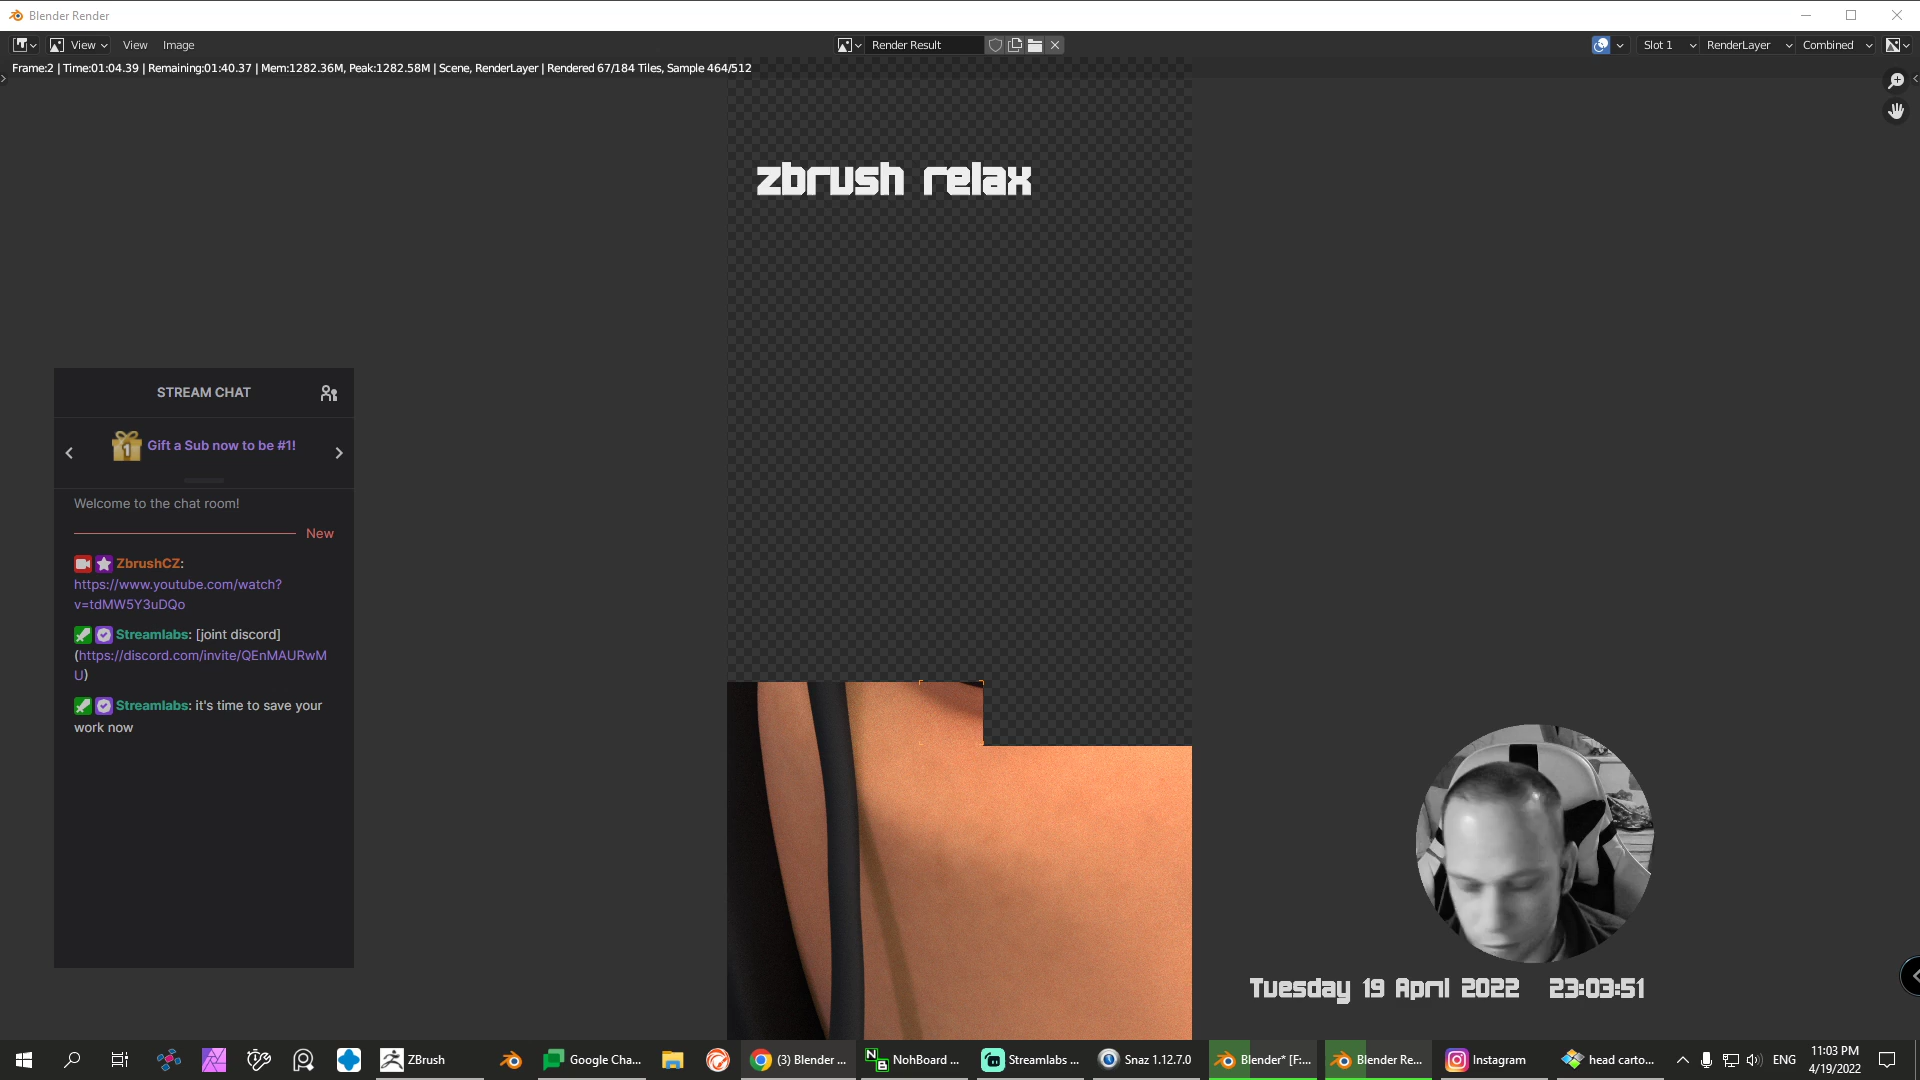 Blender Render
View View Image Render Result Slot 1 RenderLayer Combined
Frame:2 | Time:01:04.39 | Remaining:01:40.37 | Mem:1282.36M, Peak:1282.58M | Scene, RenderLayer | Rendered 67/184 Tiles, Sample 464/512
zbrush relax
STREAM CHAT
1 Gift a Sub now to be #1!
Welcome to the chat room!
New
ZbrushCZ:
https://www.youtube.com/watch?
v=tdMW5Y3uDQo
Streamlabs: [joint discord]
(https://discord.com/invite/QEnMAURwM
U)
Streamlabs: it's time to save your
work now
Tuesday 19 April 2022 23:03:51
ZBrush Google Cha... (3) Blender ... NB NohBoard ... Streamlabs ... Snaz 1.12.7.0 Blender* [F:... Blender Re... Instagram head carto... ENG 11:03 PM
4/19/2022